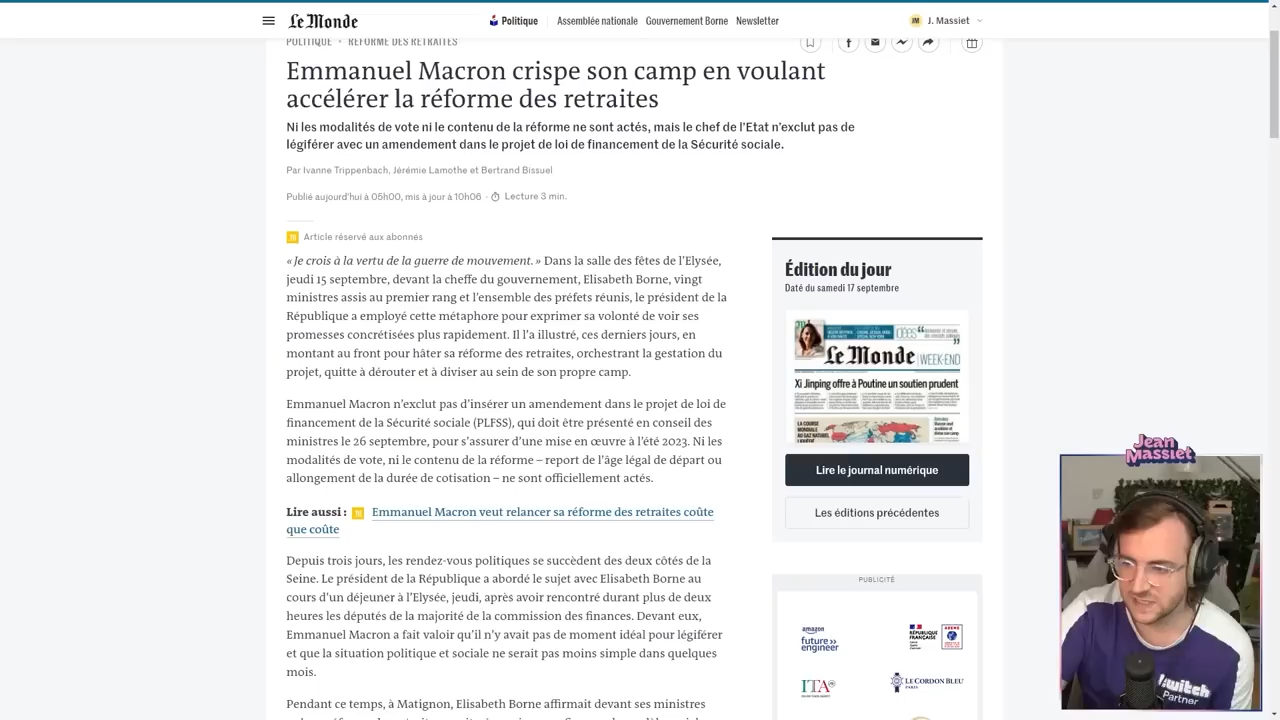 Le Monde
Politique
Assemblée nationale
Gouvernement Borne
Newsletter
JM
J. Massiet
POLITIQUE • RÉFORME DES RETRAITES
Emmanuel Macron crispe son camp en voulant
accélérer la réforme des retraites
Ni les modalités de vote ni le contenu de la réforme ne sont actés, mais le chef de l'Etat n'exclut pas de
légiférer avec un amendement dans le projet de loi de financement de la Sécurité sociale.
Par Ivanne Trippenbach, Jérémie Lamothe et Bertrand Bissuel
Publié aujourd'hui à 05h00, mis à jour à 10h06 · Lecture 3 min.
Article réservé aux abonnés
« Je crois à la vertu de la guerre de mouvement. » Dans la salle des fêtes de l'Elysée,
jeudi 15 septembre, devant la cheffe du gouvernement, Elisabeth Borne, vingt
ministres assis au premier rang et l'ensemble des préfets réunis, le président de la
République a employé cette métaphore pour exprimer sa volonté de voir ses
promesses concrétisées plus rapidement. Il l'a illustré, ces derniers jours, en
montant au front pour hâter sa réforme des retraites, orchestrant la gestation du
projet, quitte à dérouter et à diviser au sein de son propre camp.
Emmanuel Macron n'exclut pas d'insérer un amendement dans le projet de loi de
financement de la Sécurité sociale (PLFSS), qui doit être présenté en conseil des
ministres le 26 septembre, pour s'assurer d'une mise en œuvre à l'été 2023. Ni les
modalités de vote, ni le contenu de la réforme – report de l'âge légal de départ ou
allongement de la durée de cotisation – ne sont officiellement actés.
Lire aussi : Emmanuel Macron veut relancer sa réforme des retraites coûte
que coûte
Depuis trois jours, les rendez-vous politiques se succèdent des deux côtés de la
Seine. Le président de la République a abordé le sujet avec Elisabeth Borne au
cours d'un déjeuner à l'Elysée, jeudi, après avoir rencontré durant plus de deux
heures les députés de la majorité de la commission des finances. Devant eux,
Emmanuel Macron a fait valoir qu'il n'y avait pas de moment idéal pour légiférer
et que la situation politique et sociale ne serait pas moins simple dans quelques
mois.
Pendant ce temps, à Matignon, Elisabeth Borne affirmait devant ses ministres
Édition du jour
Daté du samedi 17 septembre
idées
Le Monde
WEEK-END
Xi Jinping offre à Poutine un soutien prudent
LA COURSE
MONDIALE
AU GAZ NATUREL
Lire le journal numérique
Les éditions précédentes
PUBLICITÉ
amazon
future
engineer
RÉPUBLIQUE
FRANÇAISE
ADEME
ITA
LE CORDON BLEU
PARIS
Jean
Massiet
twitch
Partner